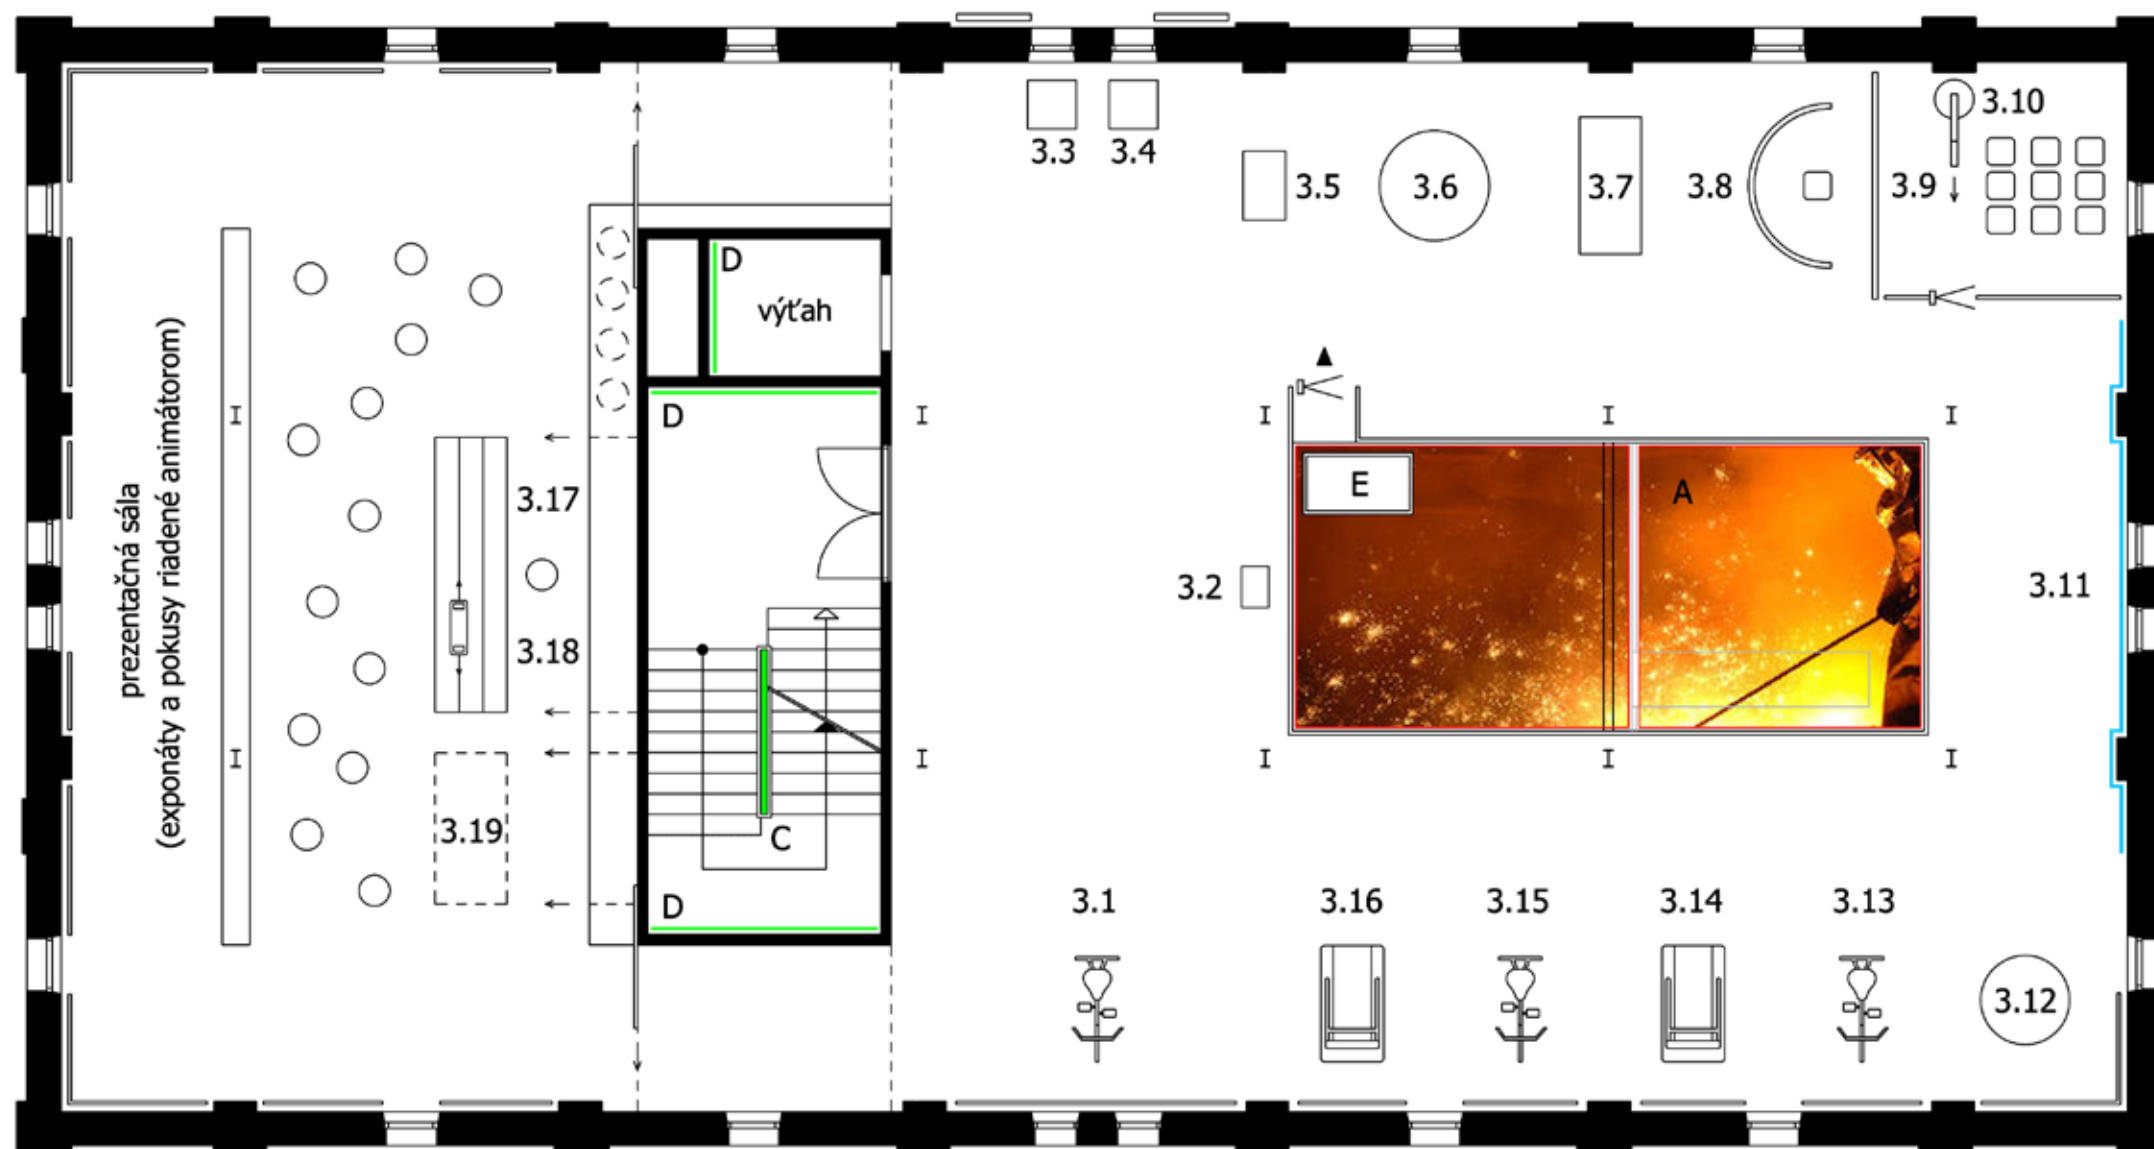 3.10
3.3
3.4
3.5
3.6
3.7
3.8
3.9
D
výťah
D
I
I
I
I
I
E
A
3.17
3.2
3.11
prezentačná sála
(exponáty a pokusy riadené animátorom)
3.18
I
I
I
I
I
3.19
C
D
3.1
3.16
3.15
3.14
3.13
3.12